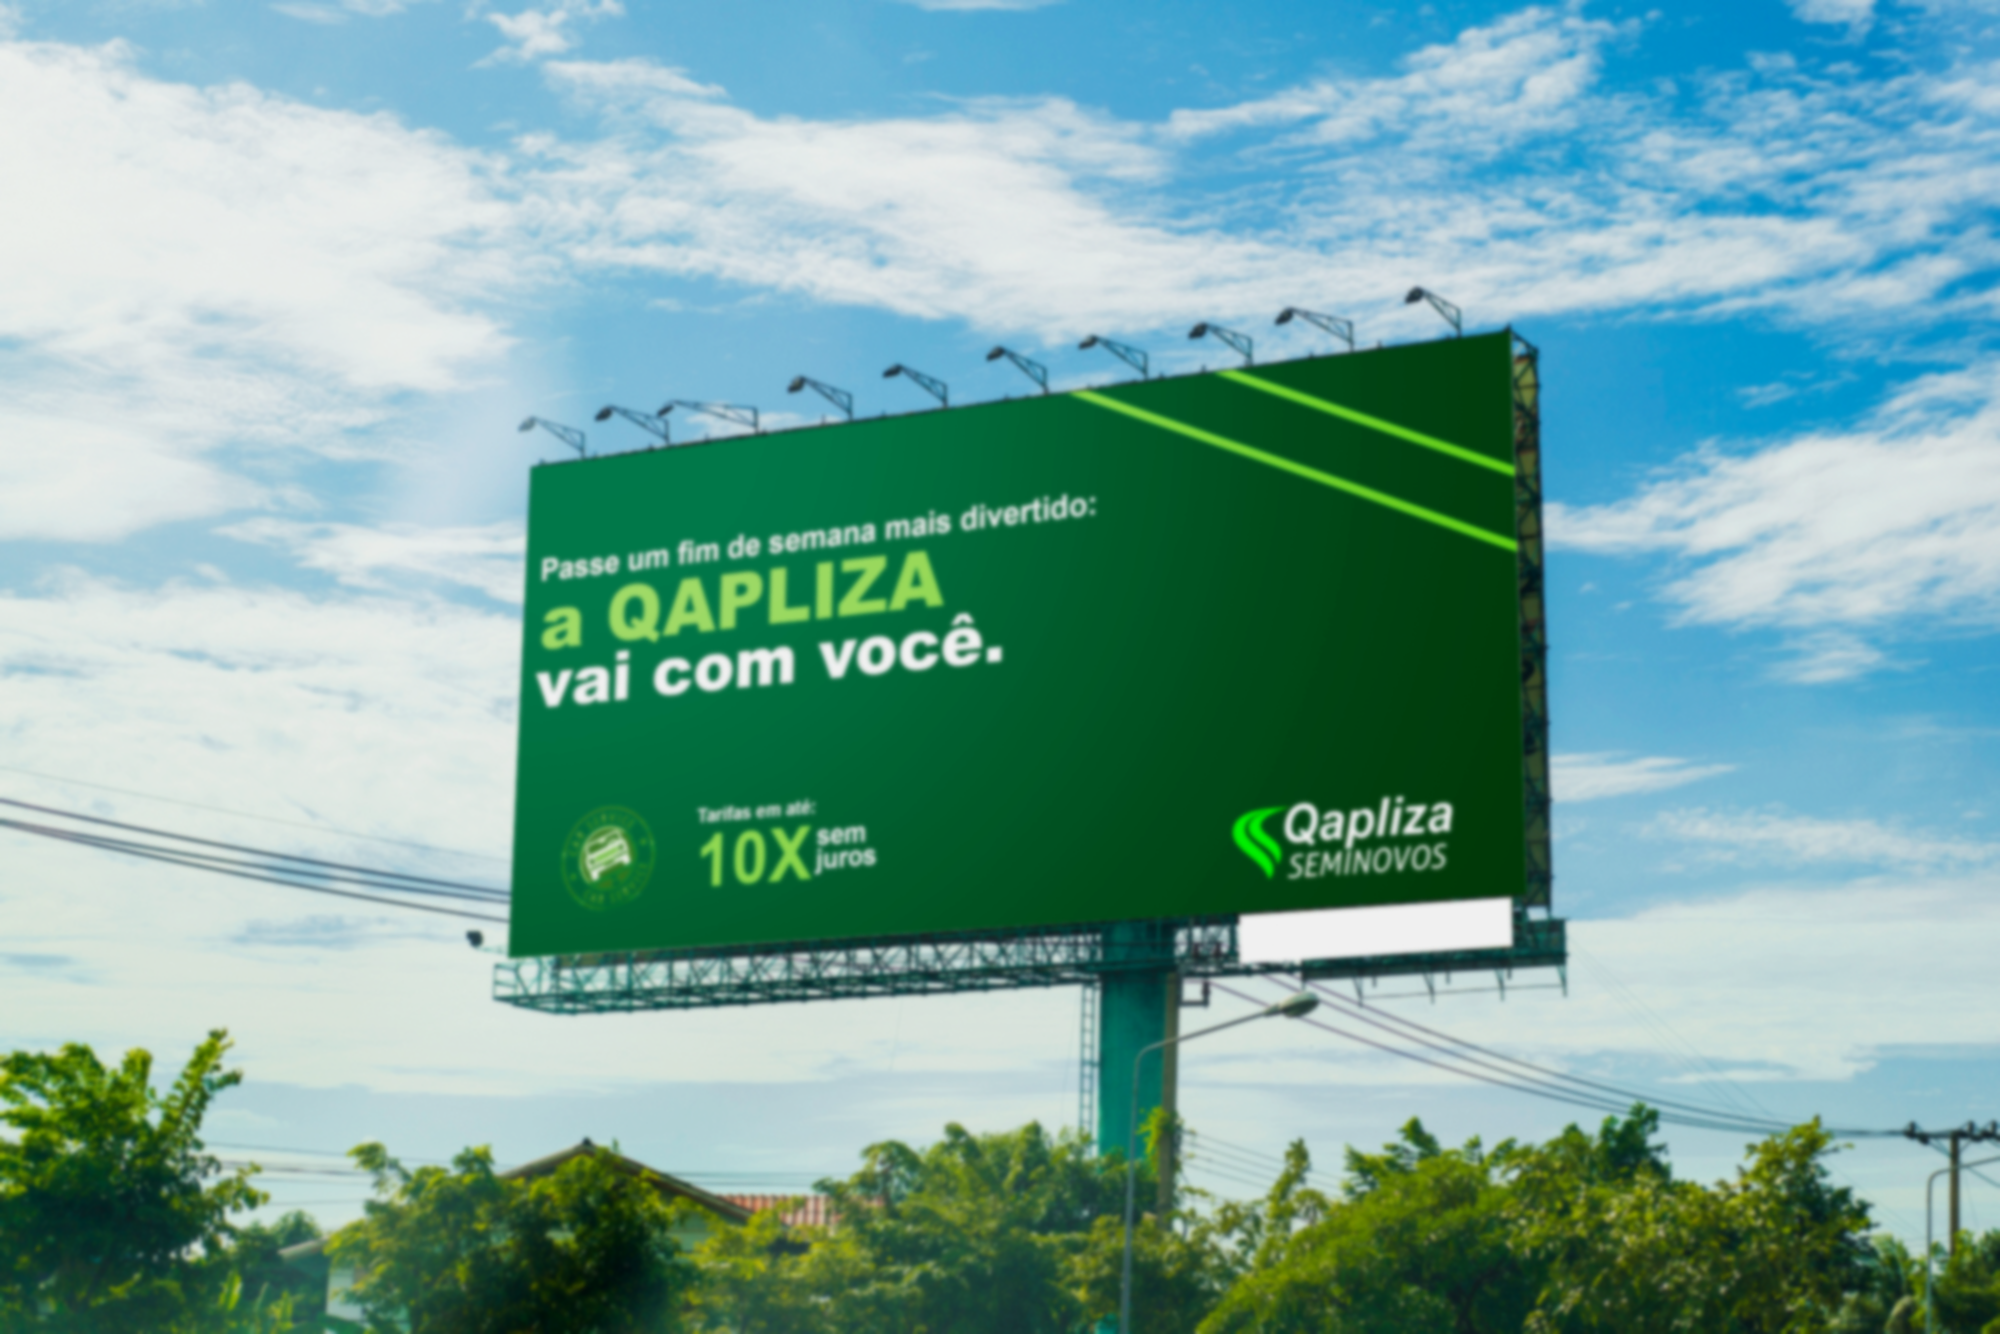 Passe um fim de semana mais divertido:
a QAPLIZA
vai com você.
Tarifas em até:
10X sem
juros
Qapliza
SEMINOVOS